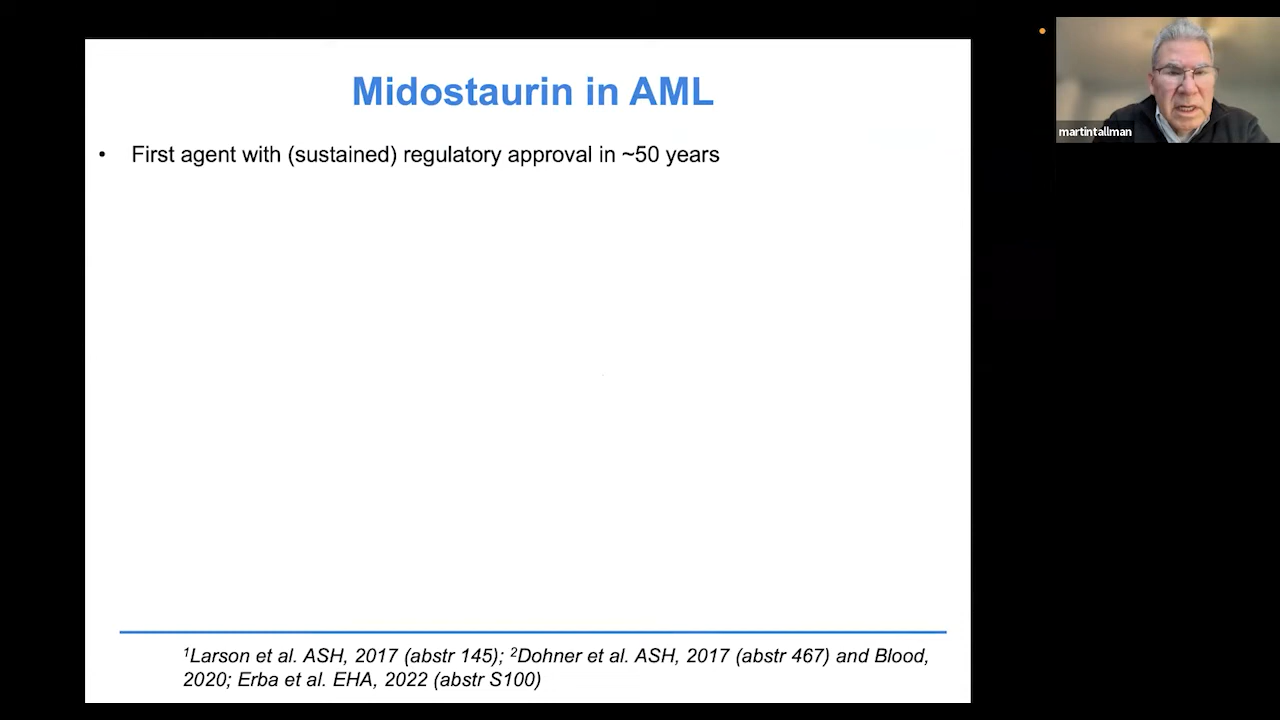 Midostaurin in AML
martintallman
• First agent with (sustained) regulatory approval in ~50 years
¹Larson et al. ASH, 2017 (abstr 145); ²Dohner et al. ASH, 2017 (abstr 467) and Blood,
2020; Erba et al. EHA, 2022 (abstr S100)